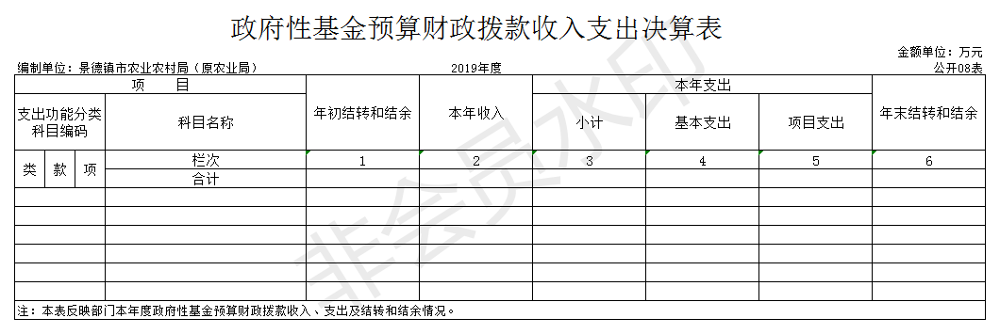 政府性基金预算财政拨款收入支出决算表
金额单位：万元
编制单位：景德镇市农业农村局（原农业局） 2019年度 公开08表
项 目 年初结转和结余 本年收入 本年支出 年末结转和结余
支出功能分类科目编码 科目名称 小计 基本支出 项目支出
类 款 项 栏次 1 2 3 4 5 6
合计
注：本表反映部门本年度政府性基金预算财政拨款收入、支出及结转和结余情况。
非会员水印